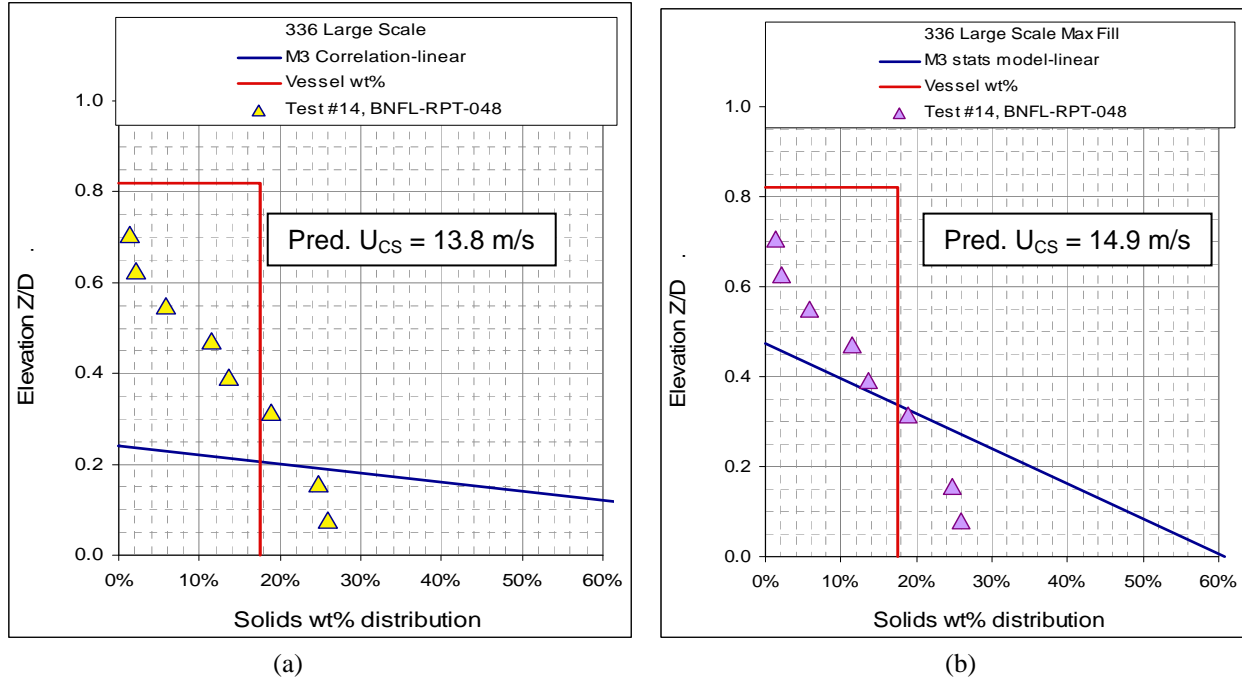 336 Large Scale
M3 Correlation-linear
Vessel wt%
Test #14, BNFL-RPT-048
1.0
0.8
0.6
0.4
0.2
0.0
Elevation Z/D .
Pred. UCS = 13.8 m/s
0% 10% 20% 30% 40% 50% 60%
Solids wt% distribution
(a)
336 Large Scale Max Fill
M3 stats model-linear
Vessel wt%
Test #14, BNFL-RPT-048
1.0
0.8
0.6
0.4
0.2
0.0
Elevation Z/D .
Pred. UCS = 14.9 m/s
0% 10% 20% 30% 40% 50% 60%
Solids wt% distribution
(b)